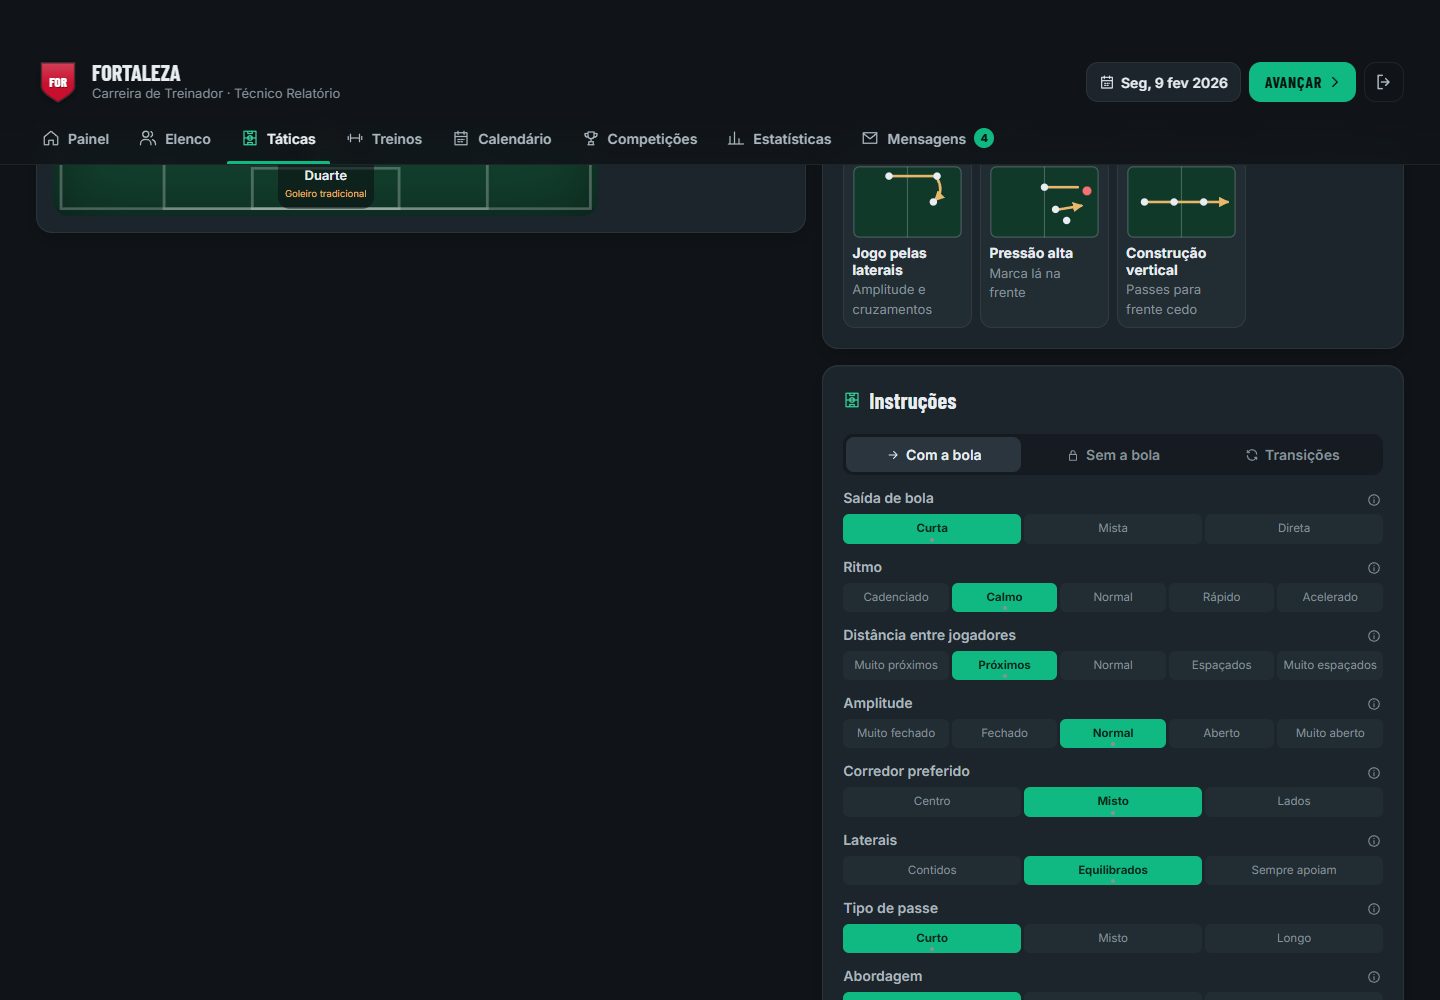 FOR
FORTALEZA
Carreira de Treinador · Técnico Relatório
Seg, 9 fev 2026
AVANÇAR
Painel
Elenco
Táticas
Treinos
Calendário
Competições
Estatísticas
Mensagens
4
Duarte
Goleiro tradicional
Jogo pelas
laterais
Amplitude e
cruzamentos
Pressão alta
Marca lá na
frente
Construção
vertical
Passes para
frente cedo
Instruções
Com a bola
Sem a bola
Transições
Saída de bola
Curta
Mista
Direta
Ritmo
Cadenciado
Calmo
Normal
Rápido
Acelerado
Distância entre jogadores
Muito próximos
Próximos
Normal
Espaçados
Muito espaçados
Amplitude
Muito fechado
Fechado
Normal
Aberto
Muito aberto
Corredor preferido
Centro
Misto
Lados
Laterais
Contidos
Equilibrados
Sempre apoiam
Tipo de passe
Curto
Misto
Longo
Abordagem